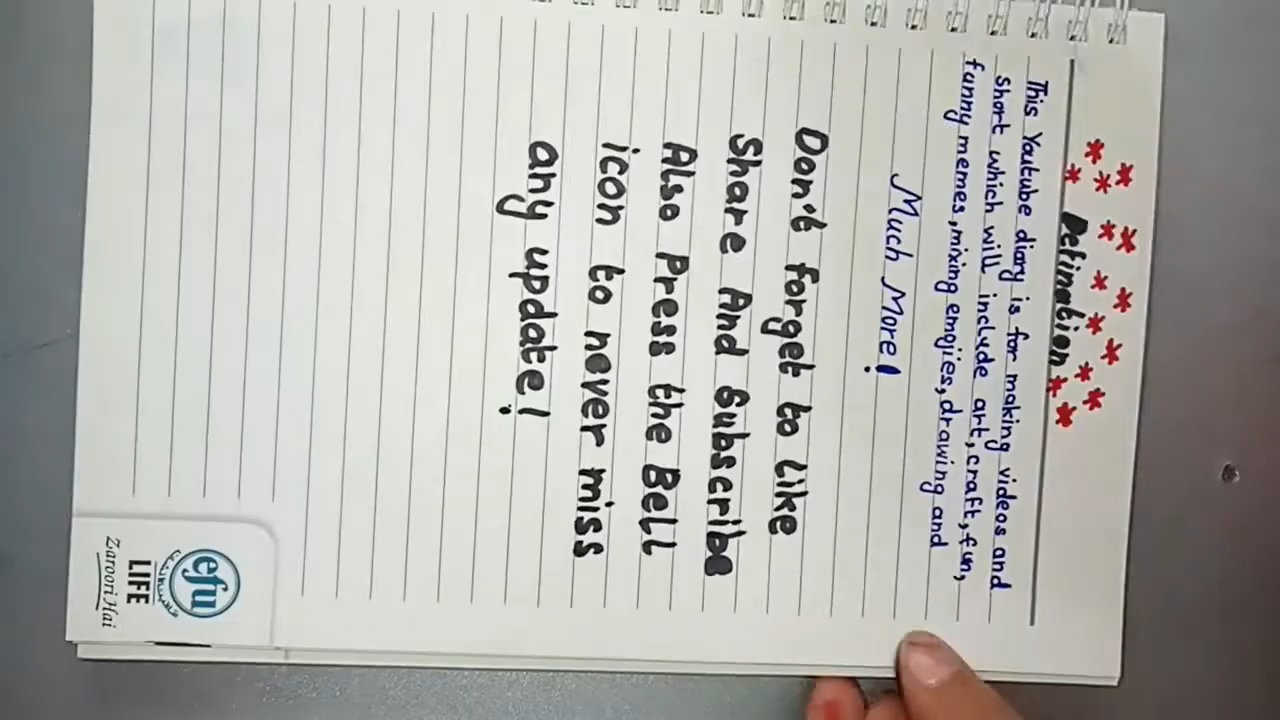 Defination
This Youtube diary is for making videos and
short which will include art, craft, fun,
funny memes, mixing emojies, drawing and
Much More!
Don't forget to Like
Share And Subscribe
Also Press the Bell
icon to never miss
any update!
efu
LIFE
Zaroori Hai